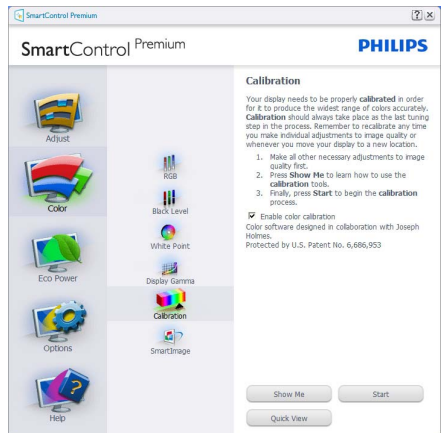 SmartControl Premium
SmartControl Premium
PHILIPS
Adjust
Color
Eco Power
Options
Help
RGB
Black Level
White Point
Display Gamma
Calibration
SmartImage
Calibration
Your display needs to be properly calibrated in order
for it to produce the widest range of colors accurately.
Calibration should always take place as the last tuning
step in the process. Remember to recalibrate any time
you make individual adjustments to image quality or
whenever you move your display to a new location.
1. Make all other necessary adjustments to image
quality first.
2. Press Show Me to learn how to use the
calibration tools.
3. Finally, press Start to begin the calibration
process.
Enable color calibration
Color software designed in collaboration with Joseph
Holmes.
Protected by U.S. Patent No. 6,686,953
Show Me
Start
Quick View